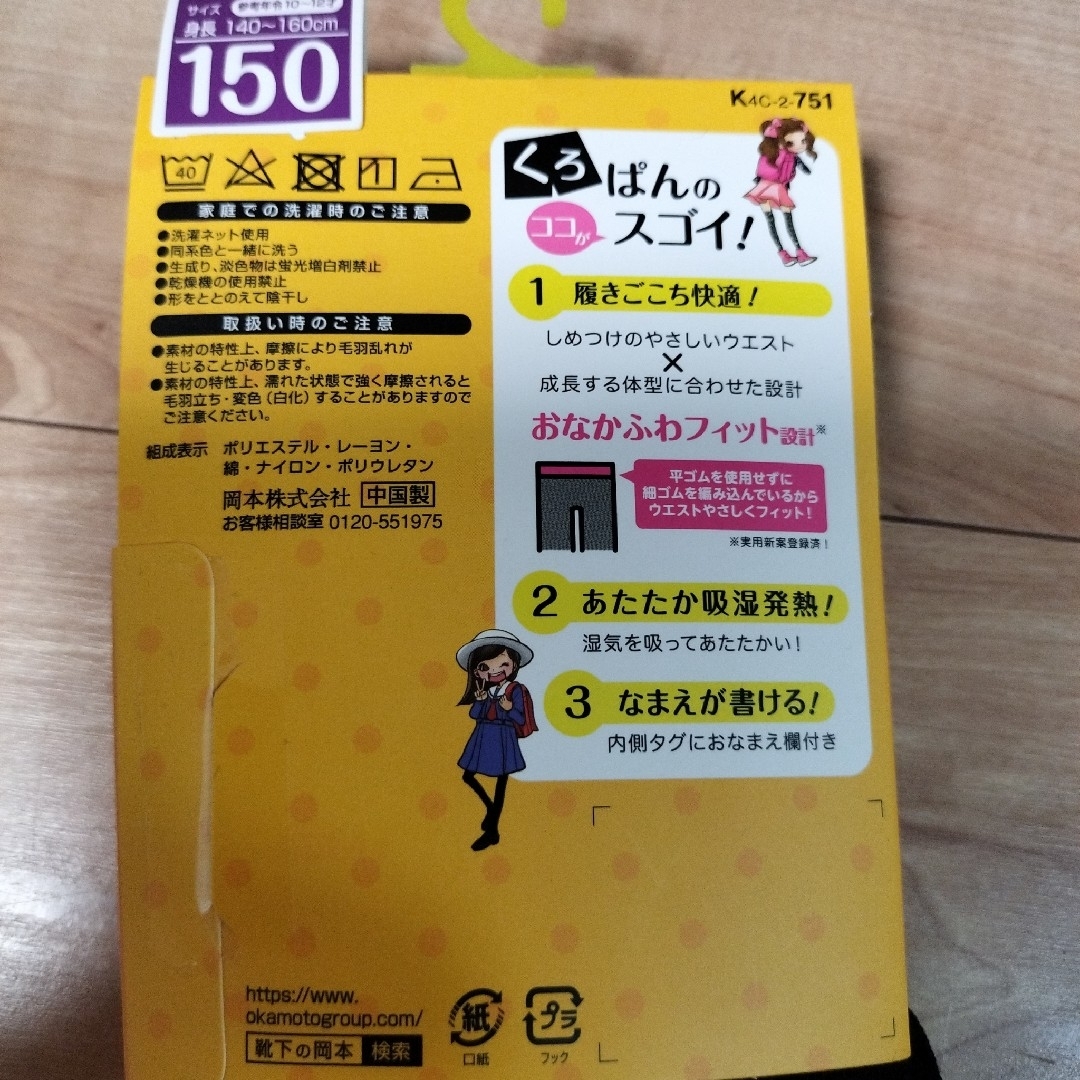 サイズ
参考年令10~12才
身長 140~160cm
150
K4C-2-751
40
家庭での洗濯時のご注意
●洗濯ネット使用
●同系色と一緒に洗う
●生成り、淡色物は蛍光増白剤禁止
●乾燥機の使用禁止
●形をととのえて陰干し
取扱い時のご注意
●素材の特性上、摩擦により毛羽乱れが
生じることがあります。
●素材の特性上、濡れた状態で強く摩擦されると
毛羽立ち・変色(白化)することがありますので
ご注意ください。
組成表示 ポリエステル・レーヨン・
綿・ナイロン・ポリウレタン
岡本株式会社 中国製
お客様相談室 0120-551975
くろぱんの
ココがスゴイ!
1 履きごこち快適!
しめつけのやさしいウエスト
×
成長する体型に合わせた設計
おなかふわフィット設計※
平ゴムを使用せずに
細ゴムを編み込んでいるから
ウエストやさしくフィット!
※実用新案登録済!
2 あたたか吸湿発熱!
湿気を吸ってあたたかい!
3 なまえが書ける!
内側タグにおなまえ欄付き
https://www.
okamotogroup.com/
靴下の岡本 検索
紙
口紙
プラ
フック